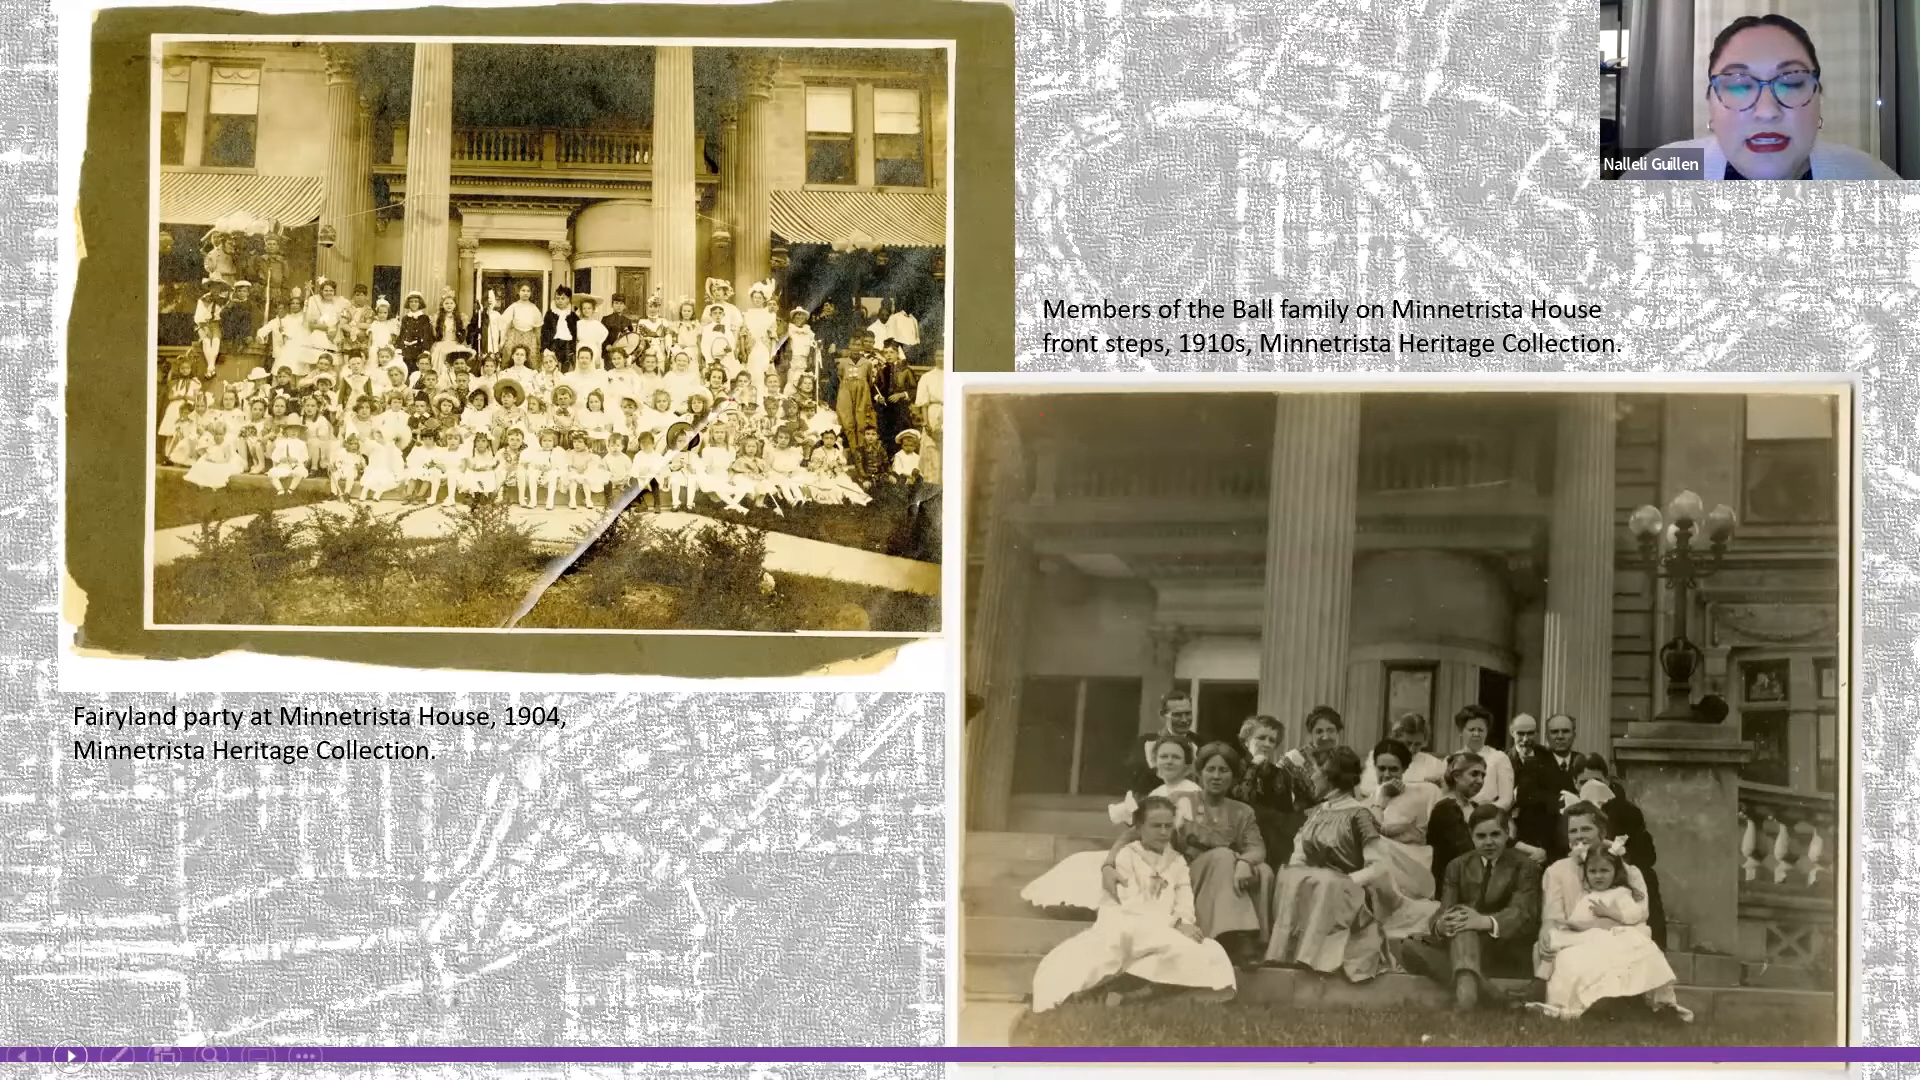 Nalleli Guillen
Members of the Ball family on Minnetrista House
front steps, 1910s, Minnetrista Heritage Collection.
Fairyland party at Minnetrista House, 1904,
Minnetrista Heritage Collection.